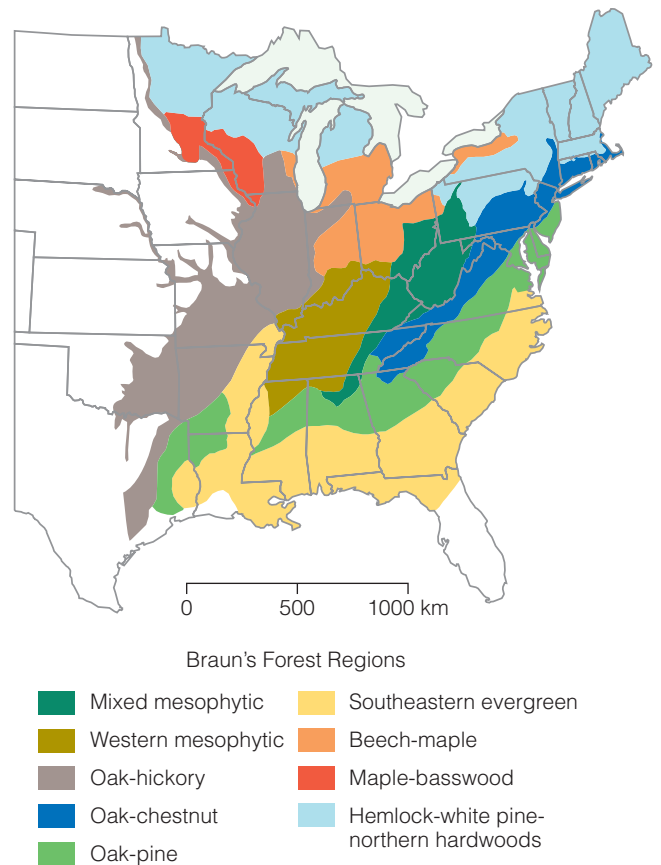 0 500 1000 km
Braun's Forest Regions
Mixed mesophytic
Western mesophytic
Oak-hickory
Oak-chestnut
Oak-pine
Southeastern evergreen
Beech-maple
Maple-basswood
Hemlock-white pine-
northern hardwoods